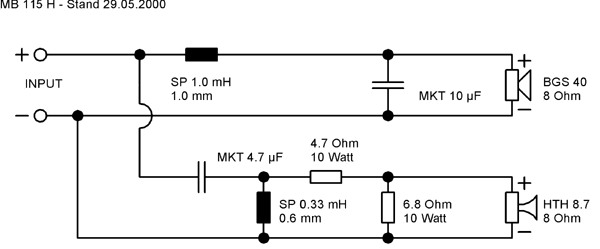 MB 115 H - Stand 29.05.2000
+
INPUT
−
SP 1.0 mH
1.0 mm
MKT 10 µF
+
BGS 40
8 Ohm
−
MKT 4.7 µF
4.7 Ohm
10 Watt
SP 0.33 mH
0.6 mm
6.8 Ohm
10 Watt
+
HTH 8.7
8 Ohm
−